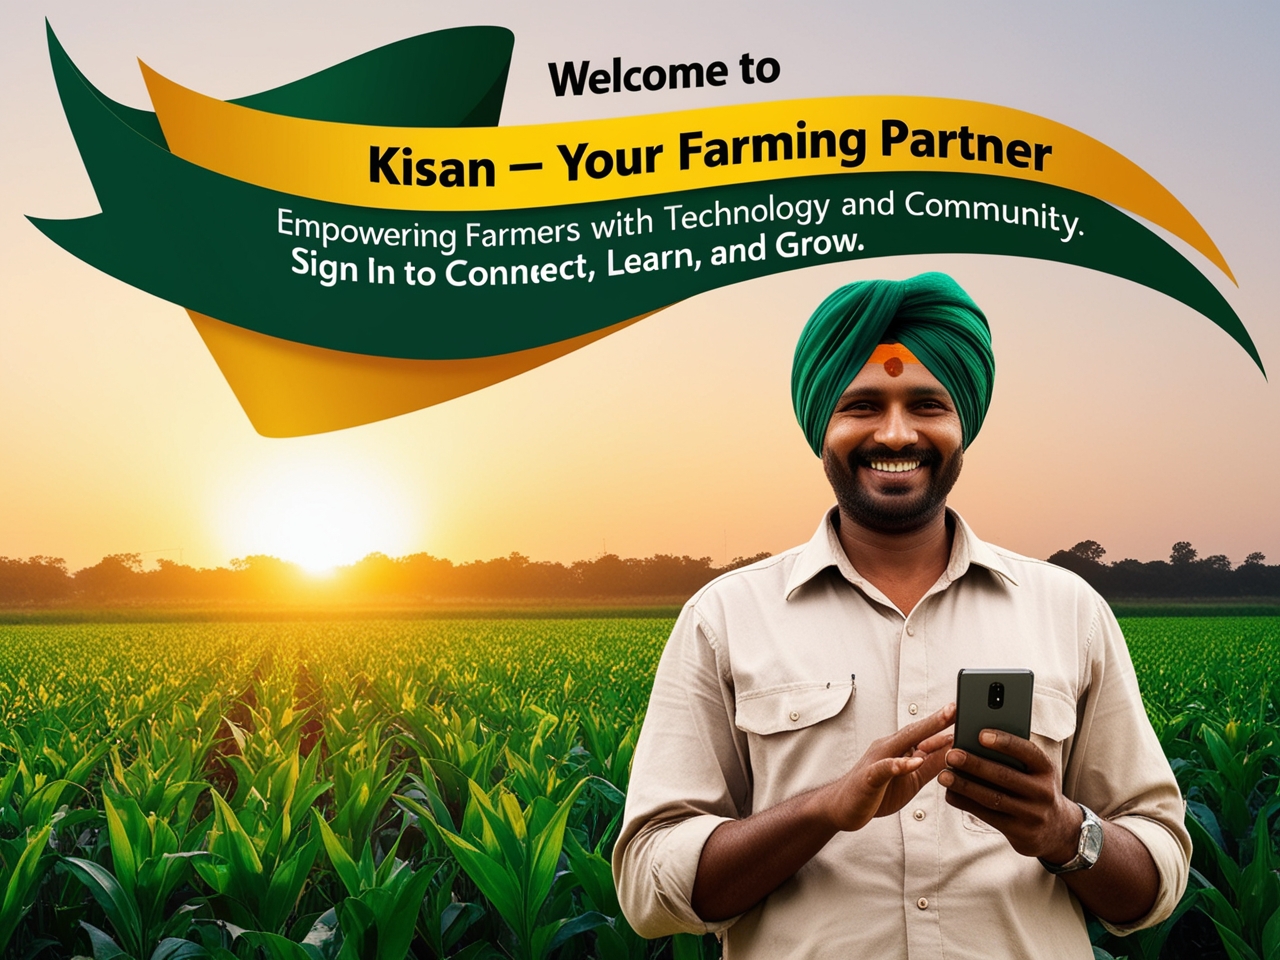 Welcome to
Kisan – Your Farming Partner
Empowering Farmers with Technology and Community.
Sign In to Connect, Learn, and Grow.